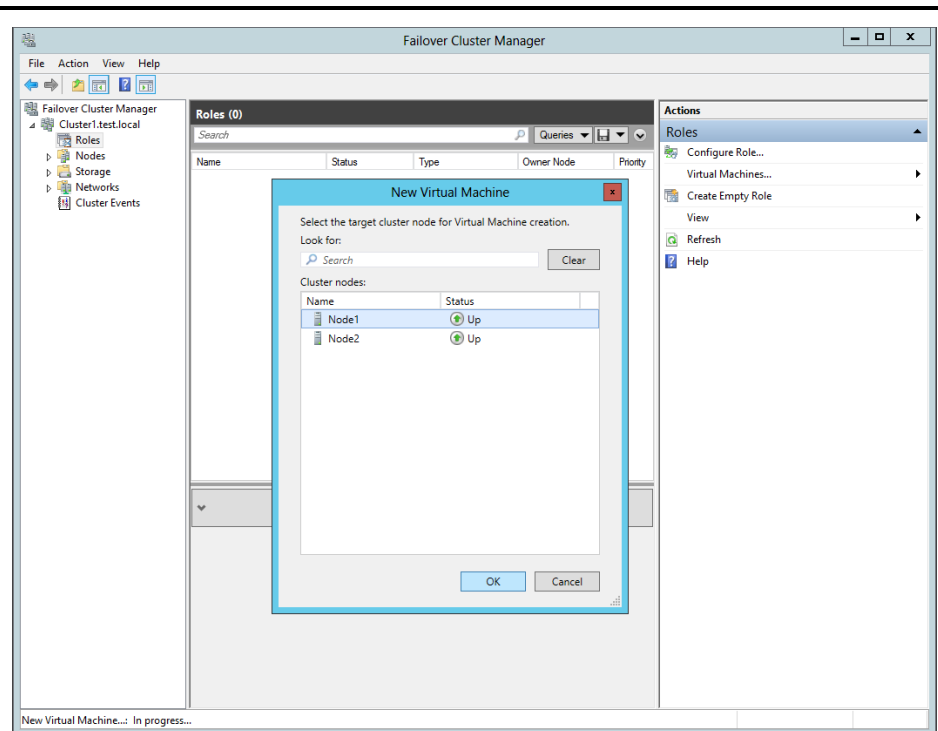 Failover Cluster Manager
File Action View Help
Failover Cluster Manager
Cluster1.test.local
Roles
Nodes
Storage
Networks
Cluster Events
Roles (0)
Search
Queries
Name Status Type Owner Node Priority
New Virtual Machine
x
Select the target cluster node for Virtual Machine creation.
Look for:
Search Clear
Cluster nodes:
Name Status
Node1 Up
Node2 Up
OK Cancel
Actions
Roles
Configure Role...
Virtual Machines...
Create Empty Role
View
Refresh
Help
New Virtual Machine...: In progress...